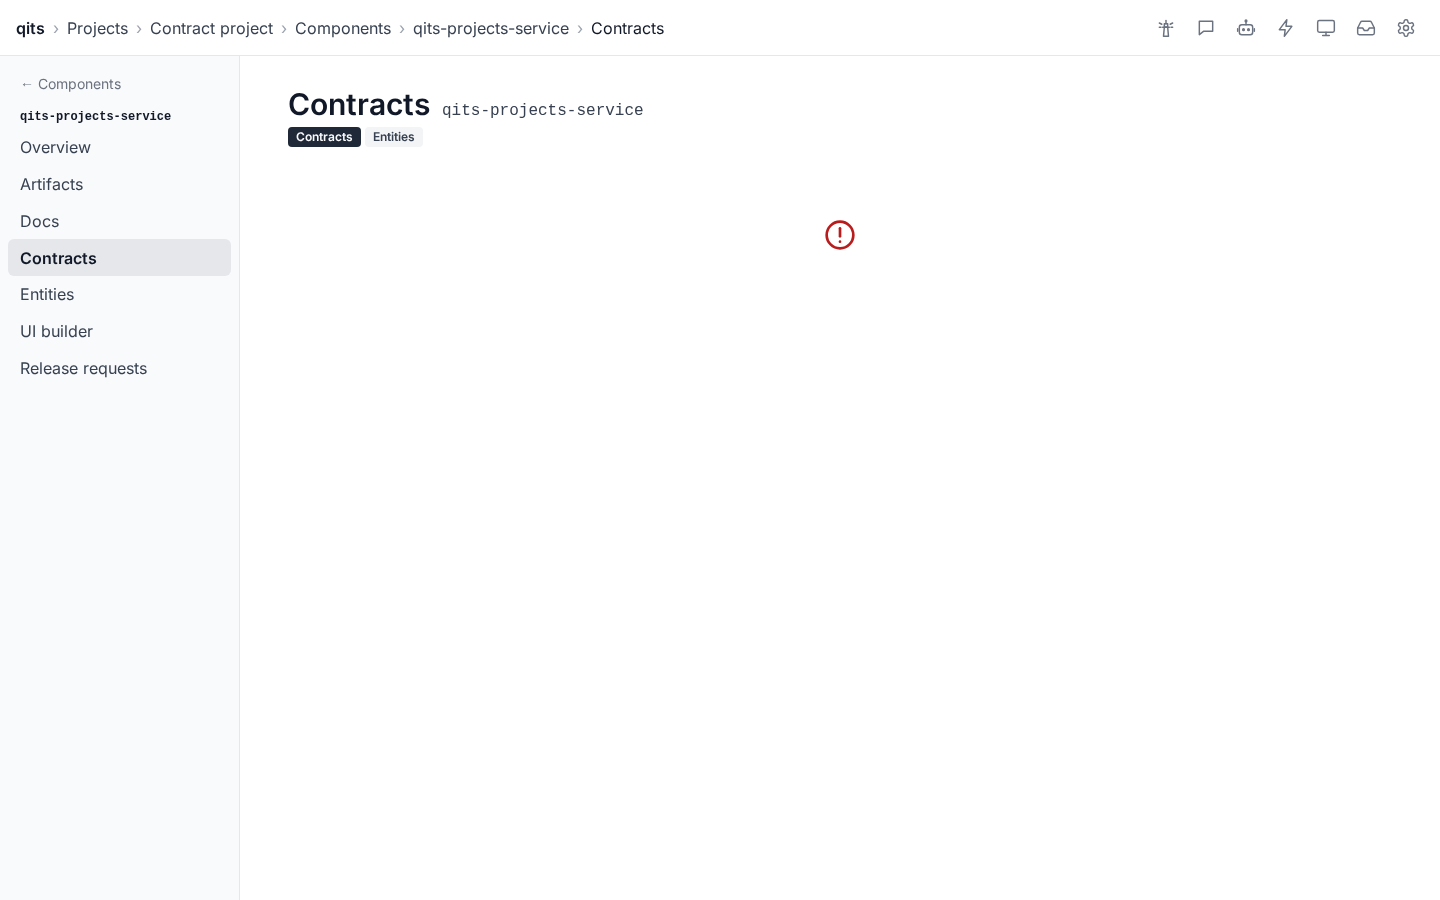 qits › Projects › Contract project › Components › qits-projects-service › Contracts
← Components
qits-projects-service
Overview
Artifacts
Docs
Contracts
Entities
UI builder
Release requests
Contracts qits-projects-service
Contracts Entities